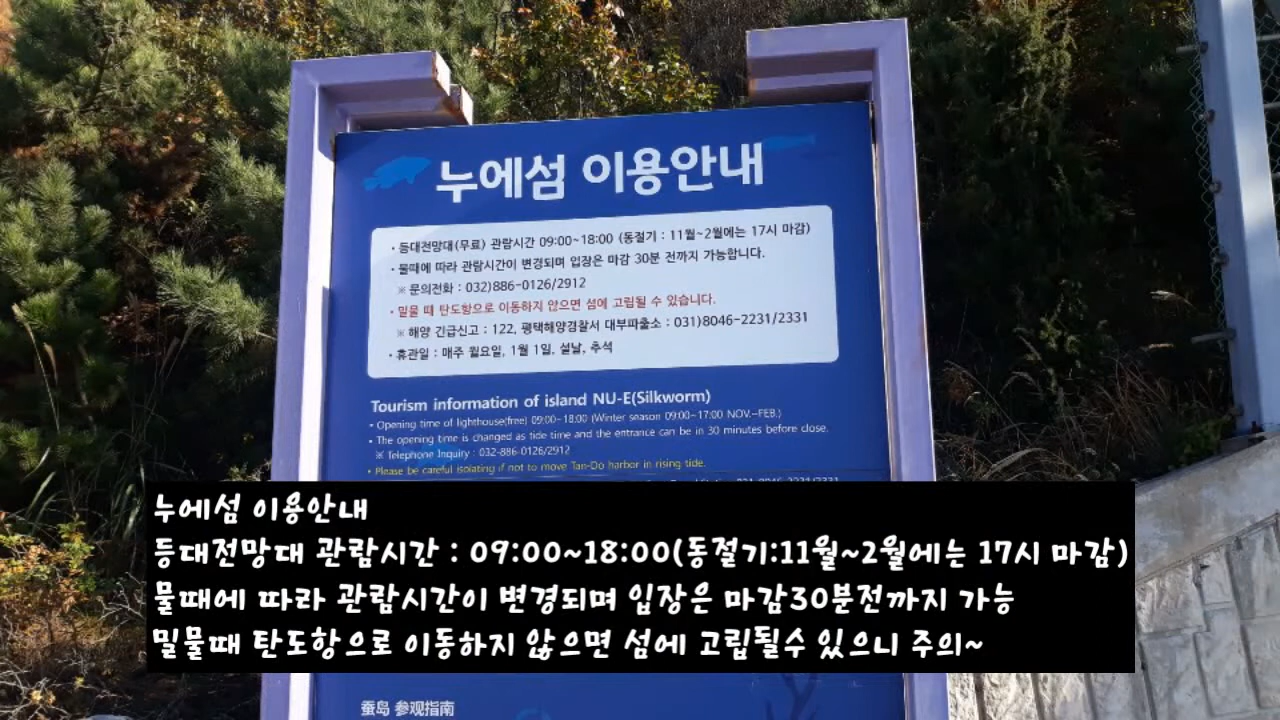 누에섬 이용안내
· 등대전망대(무료) 관람시간 09:00~18:00 (동절기 : 11월~2월에는 17시 마감)
· 물때에 따라 관람시간이 변경되며 입장은 마감 30분 전까지 가능합니다.
※ 문의전화 : 032)886-0126/2912
· 밀물 때 탄도항으로 이동하지 않으면 섬에 고립될 수 있습니다.
※ 해양 긴급신고 : 122, 평택해양경찰서 대부파출소 : 031)8046-2231/2331
· 휴관일 : 매주 월요일, 1월 1일, 설날, 추석
Tourism information of island NU-E(Silkworm)
• Opening time of lighthouse(free) 09:00~18:00 (Winter season 09:00~17:00 NOV.~FEB.)
• The opening time is changed as tide time and the entrance can be in 30 minutes before close.
※ Telephone Inquiry : 032-886-0126/2912
• Please be careful isolating if not to move Tan-Do harbor in rising tide.
누에섬 이용안내
등대전망대 관람시간 : 09:00~18:00(동절기:11월~2월에는 17시 마감)
물때에 따라 관람시간이 변경되며 입장은 마감30분전까지 가능
밀물때 탄도항으로 이동하지 않으면 섬에 고립될수 있으니 주의~
蚕岛 参观指南